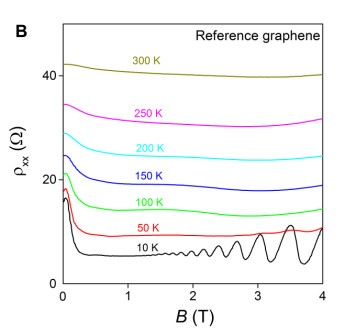 B
Reference graphene
300 K
40
250 K
200 K
150 K
20
100 K
50 K
10 K
0
0 1 2 3 4
ρxx (Ω)
B (T)